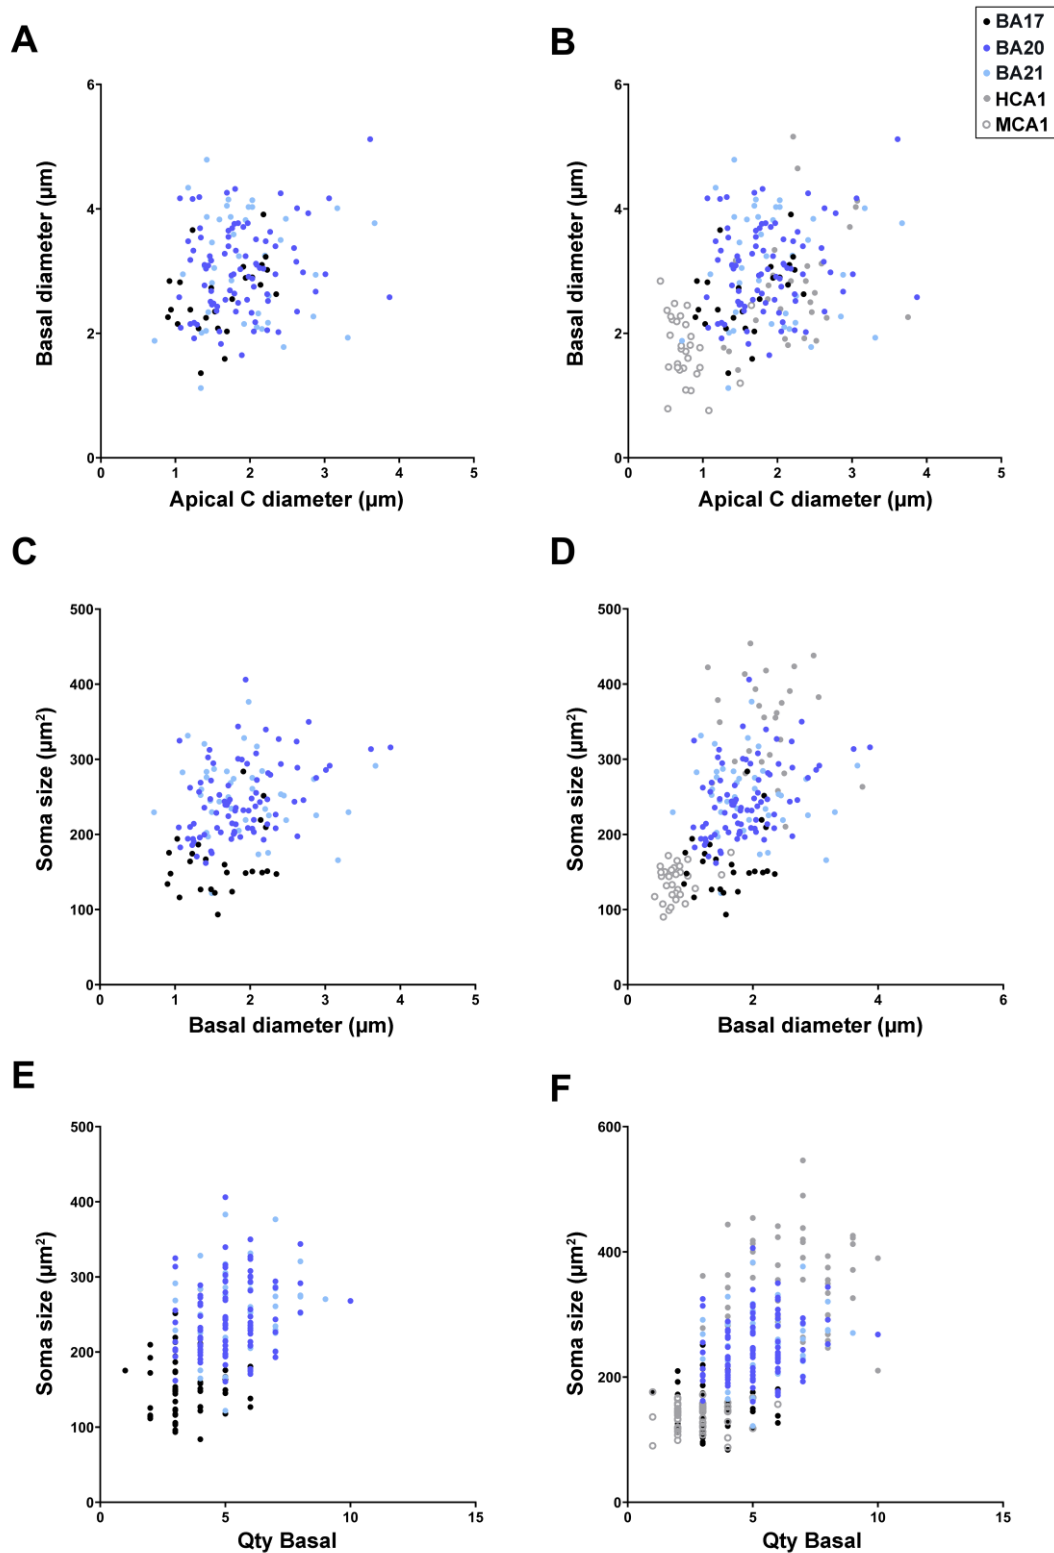 A
B
BA17
BA20
BA21
HCA1
MCA1
Basal diameter (µm)
6
4
2
0
0 1 2 3 4 5
Apical C diameter (µm)
Basal diameter (µm)
6
4
2
0
0 1 2 3 4 5
Apical C diameter (µm)
C
D
Soma size (µm²)
500
400
300
200
100
0
0 1 2 3 4 5
Basal diameter (µm)
Soma size (µm²)
500
400
300
200
100
0
0 2 4 6
Basal diameter (µm)
E
F
Soma size (µm²)
500
400
300
200
100
0
0 5 10 15
Qty Basal
Soma size (µm²)
600
400
200
0
0 5 10 15
Qty Basal